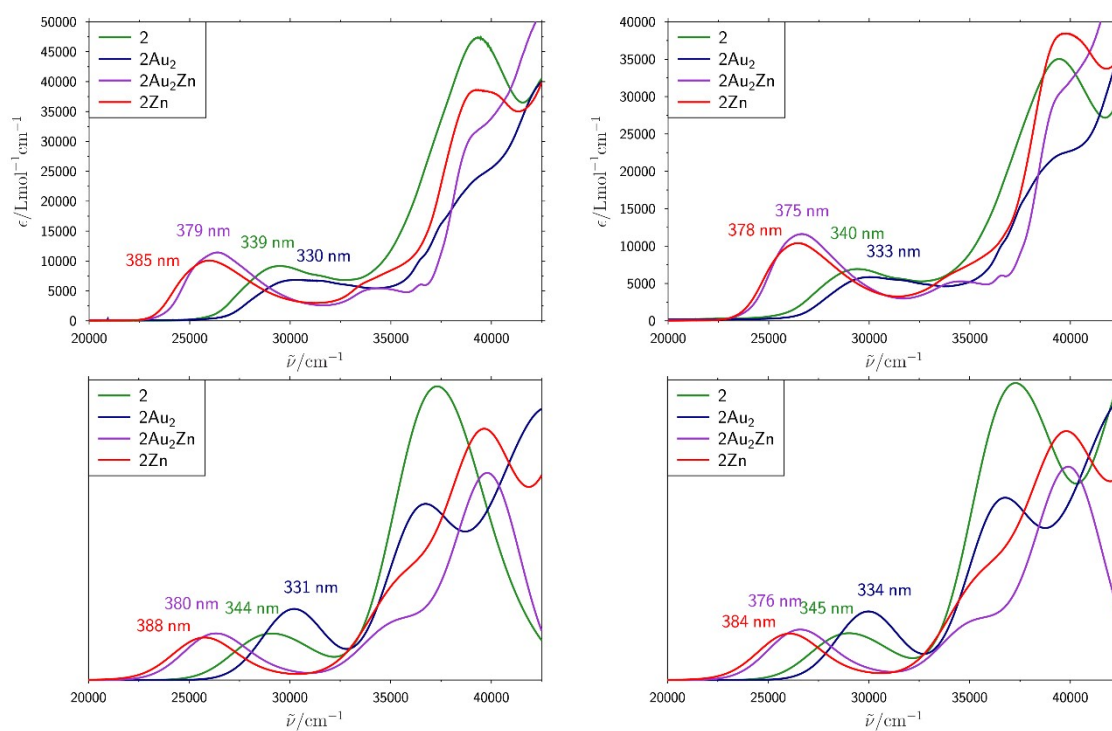 50000
45000
40000
35000
30000
25000
20000
15000
10000
5000
0
ϵ/Lmol⁻¹cm⁻¹
2
2Au₂
2Au₂Zn
2Zn
379 nm
339 nm
330 nm
385 nm
20000 25000 30000 35000 40000
ν̃/cm⁻¹
40000
35000
30000
25000
20000
15000
10000
5000
0
ϵ/Lmol⁻¹cm⁻¹
2
2Au₂
2Au₂Zn
2Zn
375 nm
378 nm
340 nm
333 nm
20000 25000 30000 35000 40000
ν̃/cm⁻¹
2
2Au₂
2Au₂Zn
2Zn
331 nm
380 nm
344 nm
388 nm
20000 25000 30000 35000 40000
ν̃/cm⁻¹
2
2Au₂
2Au₂Zn
2Zn
334 nm
376 nm
345 nm
384 nm
20000 25000 30000 35000 40000
ν̃/cm⁻¹